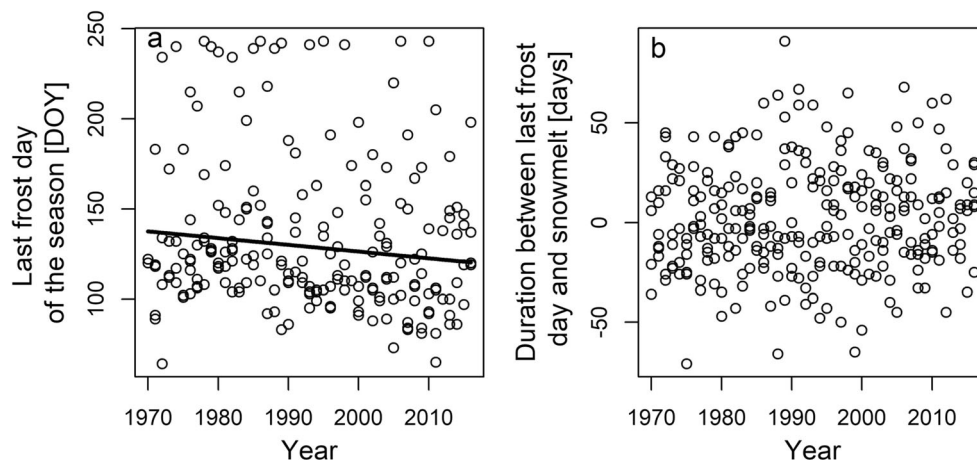 a
Last frost day
of the season [DOY]
250
200
150
100
1970 1980 1990 2000 2010
Year
b
Duration between last frost
day and snowmelt [days]
50
0
-50
1970 1980 1990 2000 2010
Year